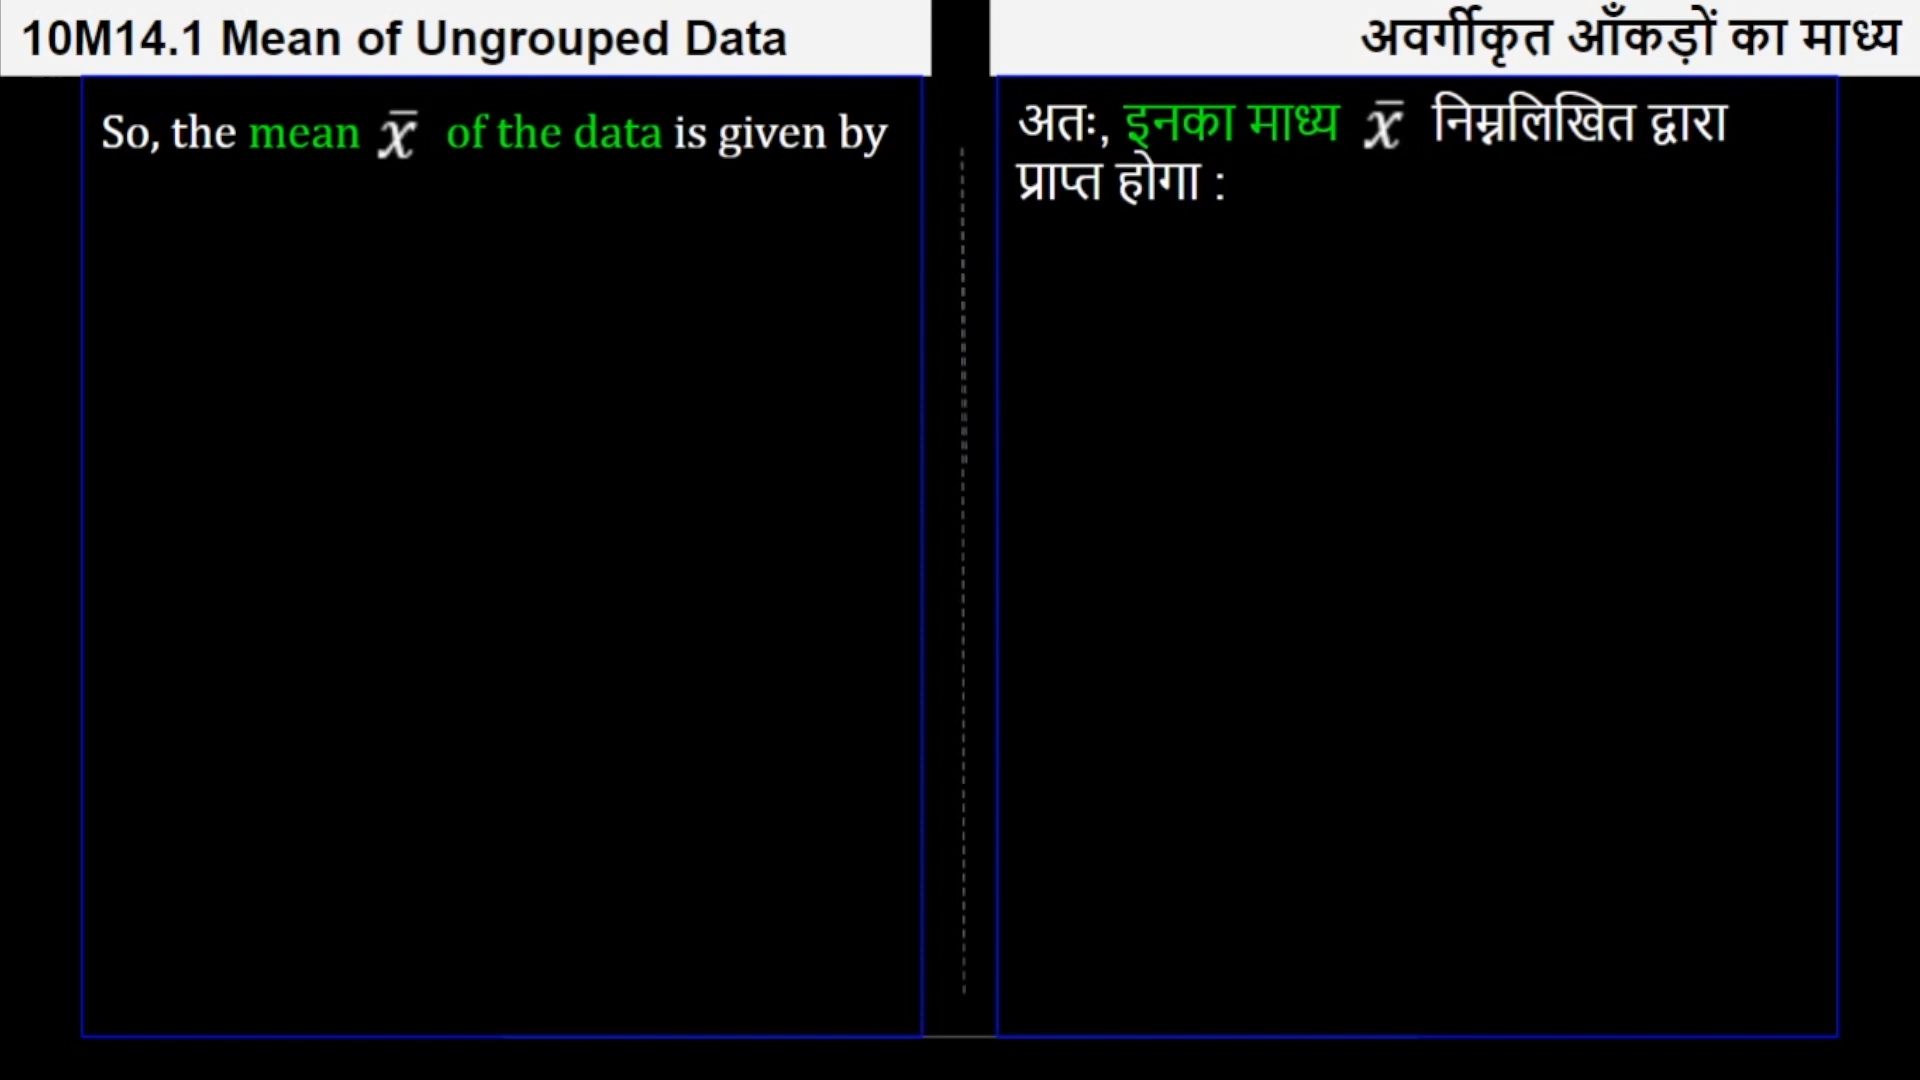 10M14.1 Mean of Ungrouped Data
अवर्गीकृत आँकड़ों का माध्य
So, the mean x̅ of the data is given by
अतः, इनका माध्य x̅ निम्नलिखित द्वारा
प्राप्त होगा :